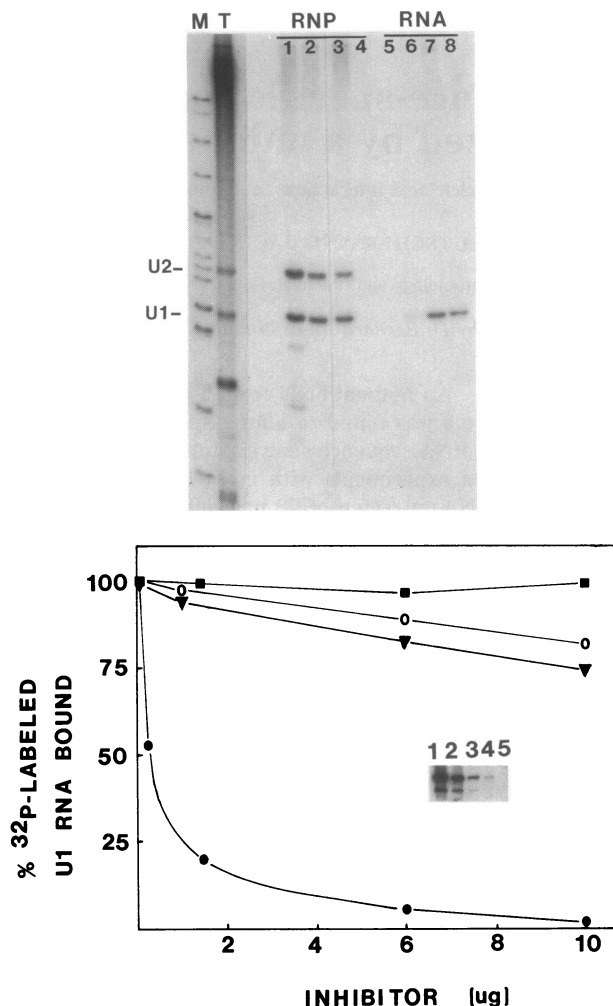 M T RNP RNA
1 2 3 4 5 6 7 8
U2-
U1-
100
75
50
25
% 32P-LABELED
U1 RNA BOUND
1 2 3 4 5
2 4 6 8 10
INHIBITOR (ug)